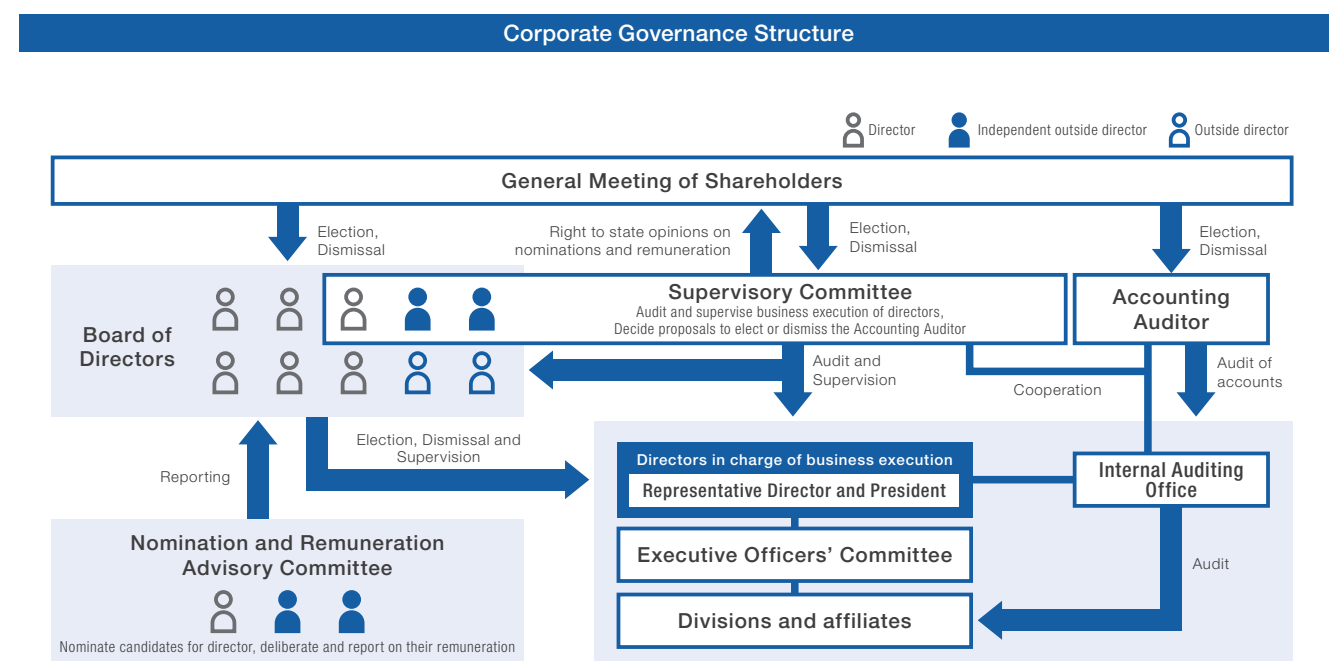 Corporate Governance Structure
Director
Independent outside director
Outside director
General Meeting of Shareholders
Election,
Dismissal
Right to state opinions on
nominations and remuneration
Election,
Dismissal
Election,
Dismissal
Board of
Directors
Supervisory Committee
Audit and supervise business execution of directors,
Decide proposals to elect or dismiss the Accounting Auditor
Accounting
Auditor
Audit and
Supervision
Cooperation
Audit of
accounts
Reporting
Election, Dismissal and
Supervision
Directors in charge of business execution
Representative Director and President
Internal Auditing
Office
Executive Officers’ Committee
Divisions and affiliates
Audit
Nomination and Remuneration
Advisory Committee
Nominate candidates for director, deliberate and report on their remuneration